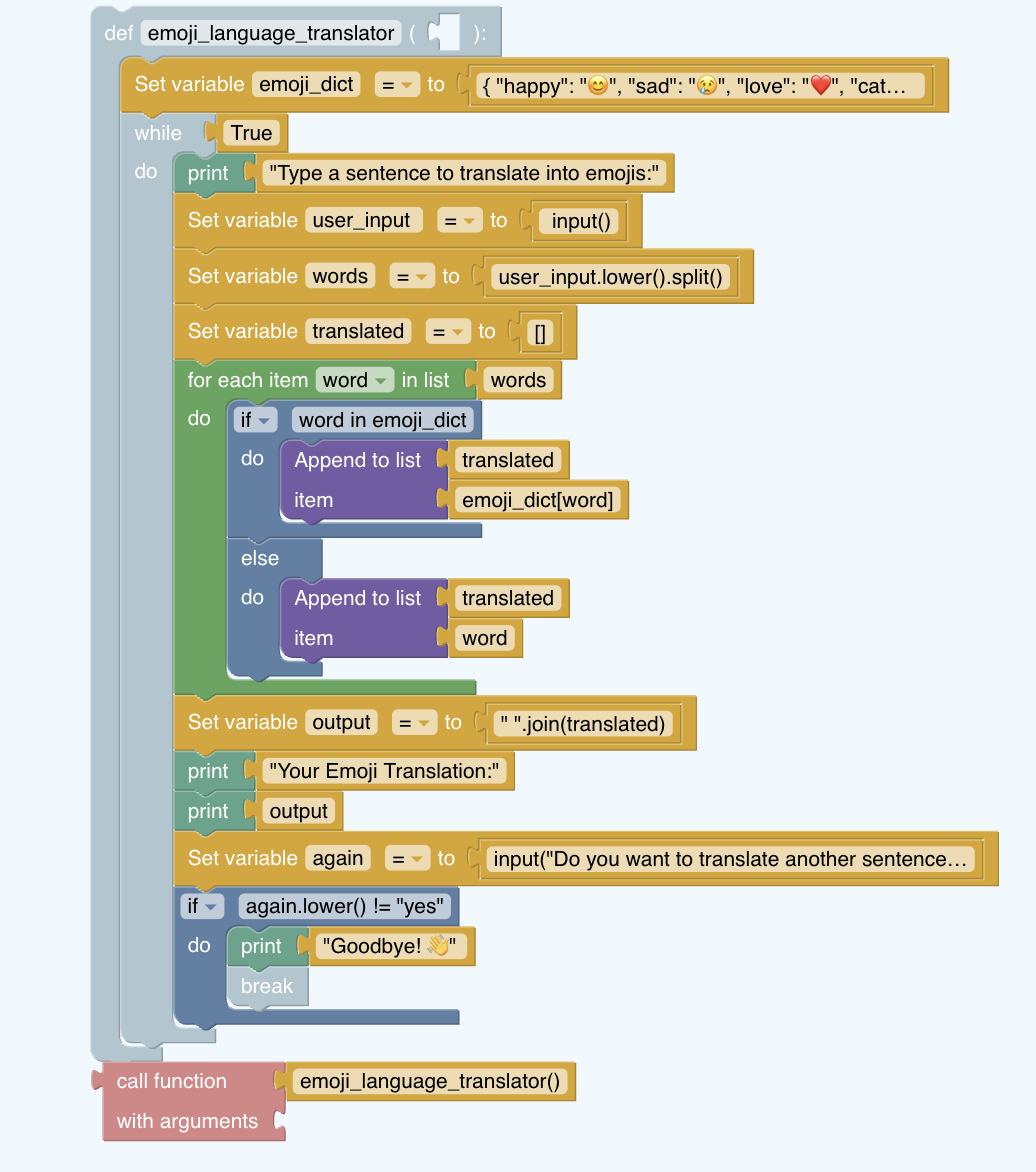 def emoji_language_translator ( ):
Set variable emoji_dict = to { "happy": "😊", "sad": "😢", "love": "❤️", "cat...
while True
do print "Type a sentence to translate into emojis:"
Set variable user_input = to input()
Set variable words = to user_input.lower().split()
Set variable translated = to []
for each item word in list words
do if word in emoji_dict
do Append to list translated
item emoji_dict[word]
else
do Append to list translated
item word
Set variable output = to " ".join(translated)
print "Your Emoji Translation:"
print output
Set variable again = to input("Do you want to translate another sentence...
if again.lower() != "yes"
do print "Goodbye! 👋"
break
call function emoji_language_translator()
with arguments